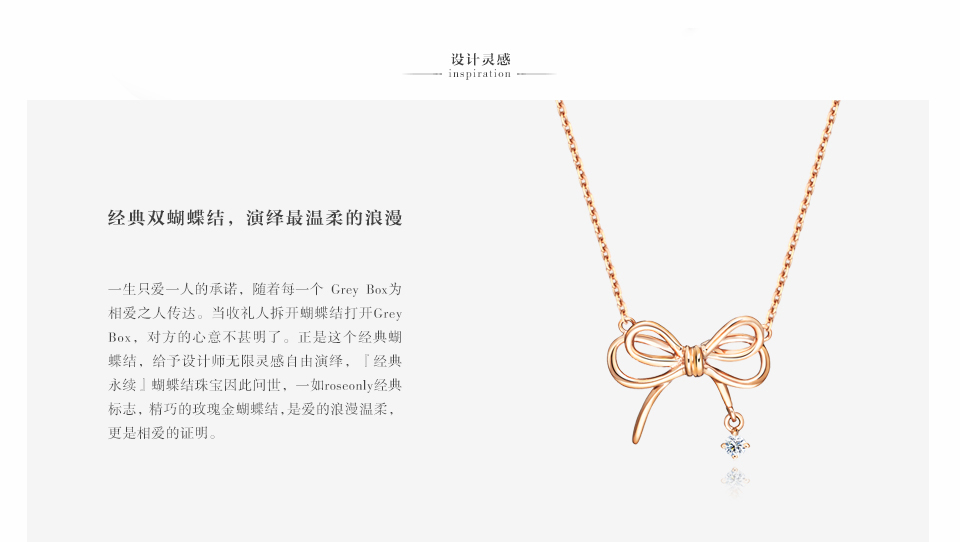 设计灵感
inspiration
经典双蝴蝶结，演绎最温柔的浪漫
一生只爱一人的承诺，随着每一个 Grey Box为
相爱之人传达。当收礼人拆开蝴蝶结打开Grey
Box，对方的心意不甚明了。正是这个经典蝴
蝶结，给予设计师无限灵感自由演绎，『经典
永续』蝴蝶结珠宝因此问世，一如roseonly经典
标志，精巧的玫瑰金蝴蝶结，是爱的浪漫温柔，
更是相爱的证明。